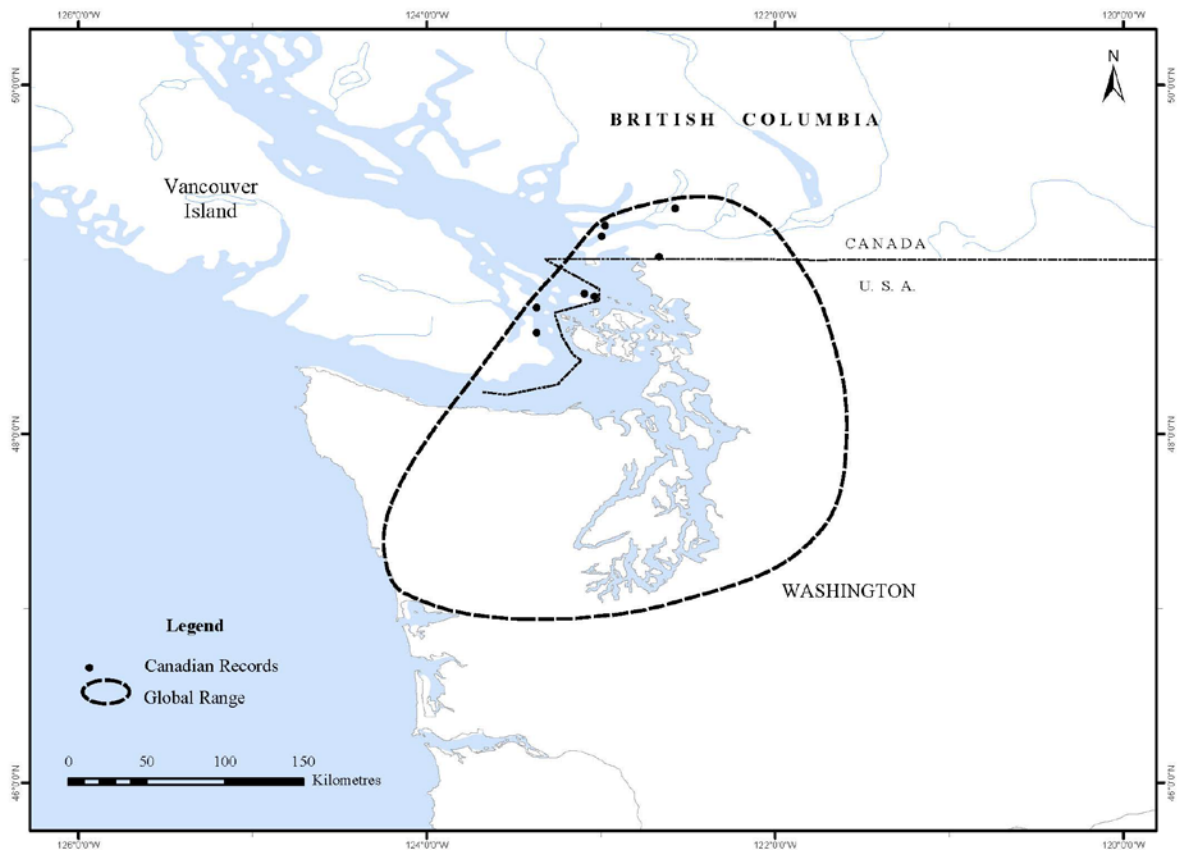 126°0'0"W
124°0'0"W
122°0'0"W
120°0'0"W
N
50°0'0"N
50°0'0"N
BRITISH COLUMBIA
Vancouver
Island
CANADA
U. S. A.
48°0'0"N
48°0'0"N
WASHINGTON
Legend
Canadian Records
Global Range
0 50 100 150
Kilometres
46°0'0"N
46°0'0"N
126°0'0"W
124°0'0"W
122°0'0"W
120°0'0"W